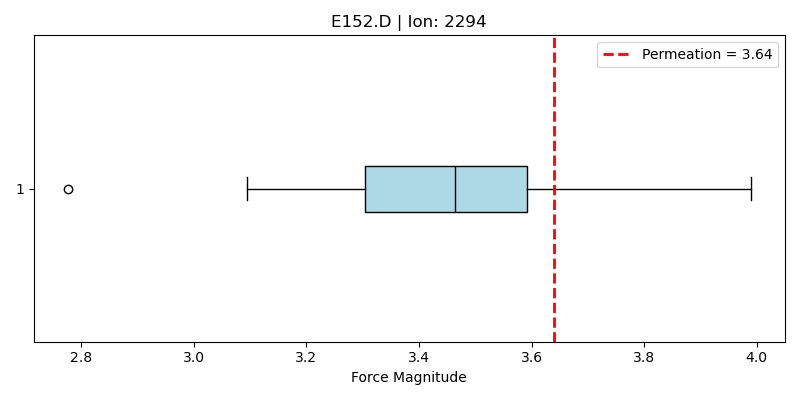 E152.D | Ion: 2294
Permeation = 3.64
1
2.8 3.0 3.2 3.4 3.6 3.8 4.0
Force Magnitude